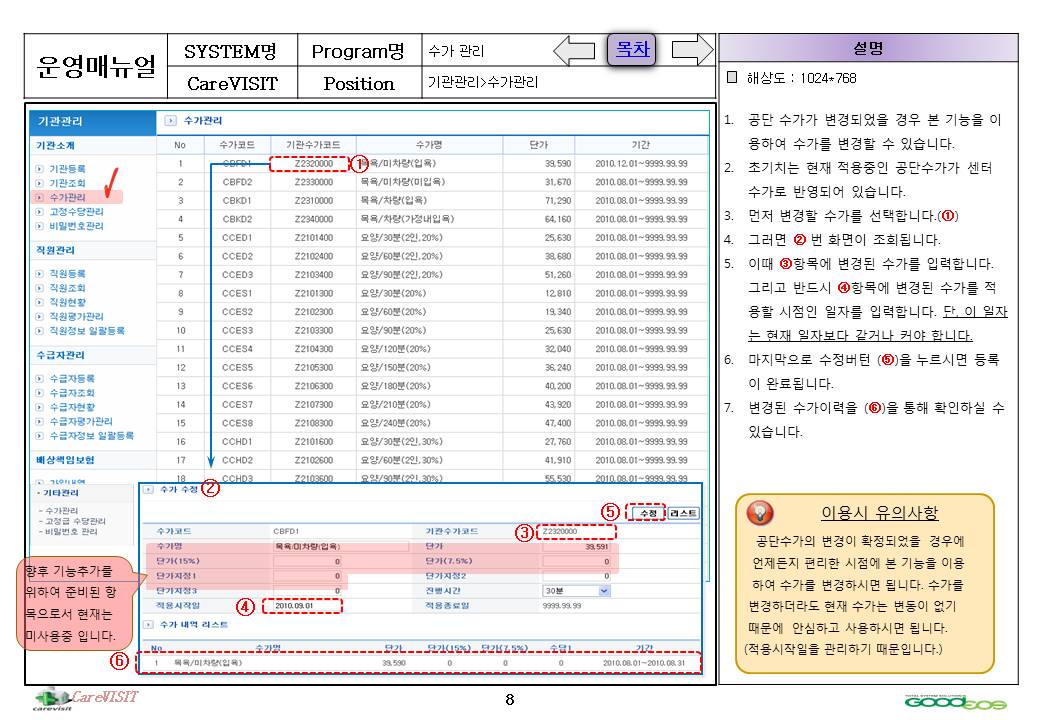 운영매뉴얼
SYSTEM명
Program명
수가 관리
목차
CareVISIT
Position
기관관리>수가관리
설명
해상도 : 1024*768
1. 공단 수가가 변경되었을 경우 본 기능을 이
용하여 수가를 변경할 수 있습니다.
2. 초기치는 현재 적용중인 공단수가가 센터
수가로 반영되어 있습니다.
3. 먼저 변경할 수가를 선택합니다.(①)
4. 그러면 ② 번 화면이 조회됩니다.
5. 이때 ③항목에 변경된 수가를 입력합니다.
그리고 반드시 ④항목에 변경된 수가를 적
용할 시점인 일자를 입력합니다. 단, 이 일자
는 현재 일자보다 같거나 커야 합니다.
6. 마지막으로 수정버턴 (⑤)을 누르시면 등록
이 완료됩니다.
7. 변경된 수가이력을 (⑥)을 통해 확인하실 수
있습니다.
이용시 유의사항
공단수가의 변경이 확정되었을 경우에
언제든지 편리한 시점에 본 기능을 이용
하여 수가를 변경하시면 됩니다. 수가를
변경하더라도 현재 수가는 변동이 없기
때문에 안심하고 사용하시면 됩니다.
(적용시작일을 관리하기 때문입니다.)
기관관리
기관소개
기관등록
기관조회
수가관리
고정수당관리
비밀번호관리
직원관리
직원등록
직원조회
직원현황
직원평가관리
직원정보 일괄등록
수급자관리
수급자등록
수급자조회
수급자현황
수급자평가관리
수급자정보 일괄등록
배상책임보험
가입내역
수가관리
No 수가코드 기관수가코드 수가명 단가 기간
1 CBFD1 Z2320000 ① 목욕/미차량(입욕) 39,590 2010.12.01~9999.99.99
2 CBFD2 Z2330000 목욕/미차량(미입욕) 31,670 2010.08.01~9999.99.99
3 CBKD1 Z2310000 목욕/차량(입욕) 71,290 2010.08.01~9999.99.99
4 CBKD2 Z2340000 목욕/차량(가정내입욕) 64,160 2010.08.01~9999.99.99
5 CCED1 Z2101400 요양/30분(2인,20%) 25,630 2010.08.01~9999.99.99
6 CCED2 Z2102400 요양/60분(2인,20%) 38,680 2010.08.01~9999.99.99
7 CCED3 Z2103400 요양/90분(2인,20%) 51,260 2010.08.01~9999.99.99
8 CCES1 Z2101300 요양/30분(20%) 12,810 2010.08.01~9999.99.99
9 CCES2 Z2102300 요양/60분(20%) 19,340 2010.08.01~9999.99.99
10 CCES3 Z2103300 요양/90분(20%) 25,630 2010.08.01~9999.99.99
11 CCES4 Z2104300 요양/120분(20%) 32,040 2010.08.01~9999.99.99
12 CCES5 Z2105300 요양/150분(20%) 36,240 2010.08.01~9999.99.99
13 CCES6 Z2106300 요양/180분(20%) 40,200 2010.08.01~9999.99.99
14 CCES7 Z2107300 요양/210분(20%) 43,920 2010.08.01~9999.99.99
15 CCES8 Z2108300 요양/240분(20%) 47,400 2010.08.01~9999.99.99
16 CCHD1 Z2101600 요양/30분(2인,30%) 27,760 2010.08.01~9999.99.99
17 CCHD2 Z2102600 요양/60분(2인,30%) 41,910 2010.08.01~9999.99.99
18 CCHD3 Z2103600 요양/90분(2인,30%) 55,530 2010.08.01~9999.99.99
기타관리
- 수가관리
- 고정급 수당관리
- 비밀번호 관리
수가 수정 ②
⑤ 수정 리스트
수가코드 CBFD1 기관수가코드 ③ Z2320000
수가명 목욕/미차량(입욕) 단가 39,591
단가(15%) 0 단가(7.5%) 0
단가지정1 0 단가지정2 0
단가지정3 0 진행시간 30분
적용시작일 ④ 2010.09.01 적용종료일 9999.99.99
수가 내역 리스트
No 수가명 단가 단가(15%) 단가(7.5%) 수당1 기간
⑥ 1 목욕/미차량(입욕) 39,590 0 0 0 2010.08.01~2010.08.31
향후 기능추가를
위하여 준비된 항
목으로서 현재는
미사용중 입니다.
carevisit
CareVISIT
8
TOTAL SYSTEM SOLUTION
GOODEOS